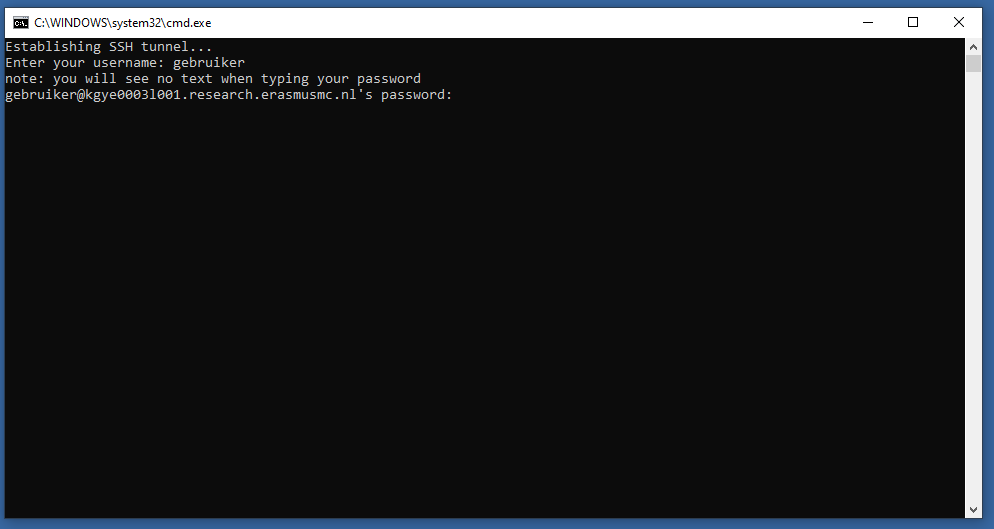 C:\WINDOWS\system32\cmd.exe
Establishing SSH tunnel...
Enter your username: gebruiker
note: you will see no text when typing your password
gebruiker@kgye0003l001.research.erasmusmc.nl's password: